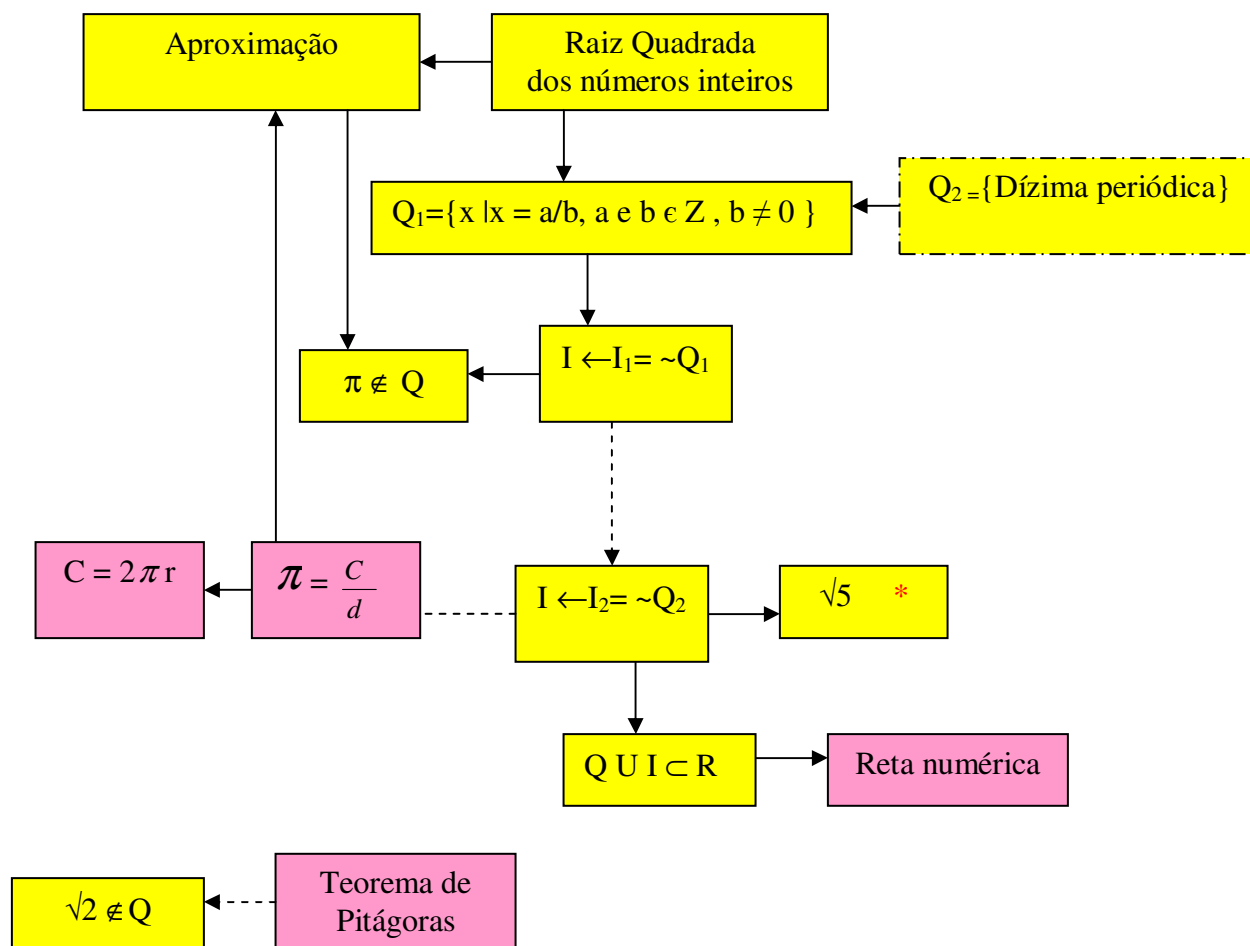 Aproximação
Raiz Quadrada
dos números inteiros
Q₂ ={Dízima periódica}
Q₁={x |x = a/b, a e b є Z , b ≠ 0 }
I ←I₁= ~Q₁
π ∉ Q
C = 2π r
π = C/d
I ←I₂= ~Q₂
√5 *
Q U I ⊂ R
Reta numérica
√2 ∉ Q
Teorema de
Pitágoras